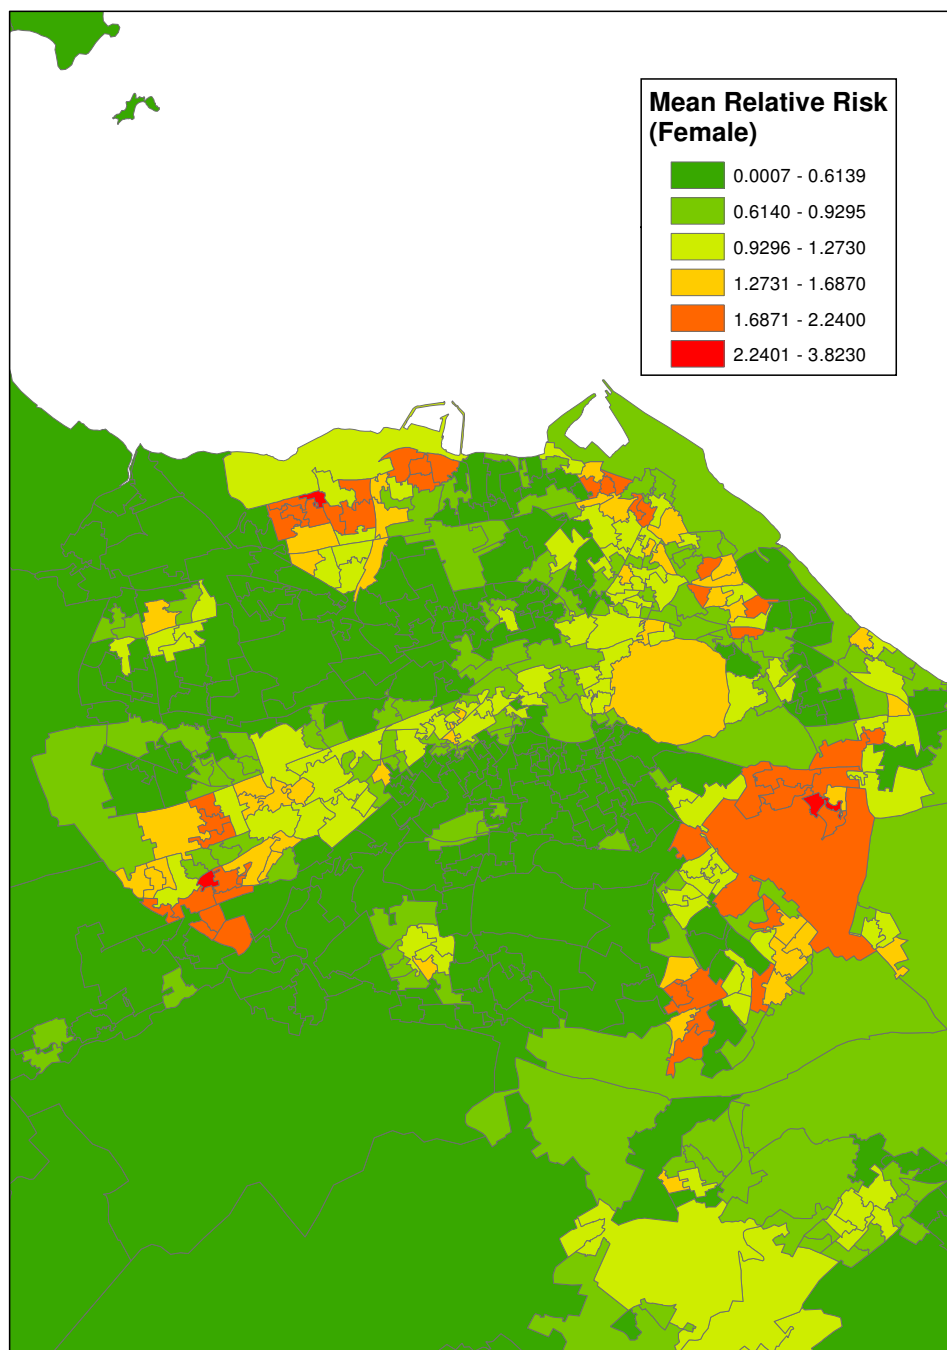 Mean Relative Risk
(Female)
0.0007 - 0.6139
0.6140 - 0.9295
0.9296 - 1.2730
1.2731 - 1.6870
1.6871 - 2.2400
2.2401 - 3.8230